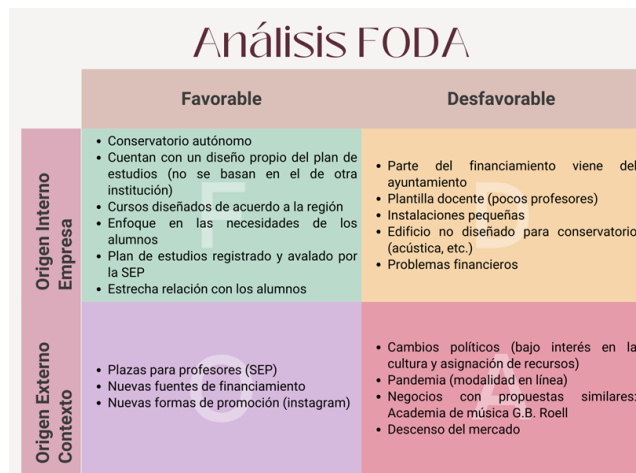 Análisis FODA
Favorable
Desfavorable
Origen Interno
Empresa
F
• Conservatorio autónomo
• Cuentan con un diseño propio del plan de
estudios (no se basan en el de otra
institución)
• Cursos diseñados de acuerdo a la región
• Enfoque en las necesidades de los
alumnos
• Plan de estudios registrado y avalado por
la SEP
• Estrecha relación con los alumnos
D
• Parte del financiamiento viene del
ayuntamiento
• Plantilla docente (pocos profesores)
• Instalaciones pequeñas
• Edificio no diseñado para conservatorio
(acústica, etc.)
• Problemas financieros
Origen Externo
Contexto
O
• Plazas para profesores (SEP)
• Nuevas fuentes de financiamiento
• Nuevas formas de promoción (instagram)
A
• Cambios políticos (bajo interés en la
cultura y asignación de recursos)
• Pandemia (modalidad en línea)
• Negocios con propuestas similares:
Academia de música G.B. Roell
• Descenso del mercado